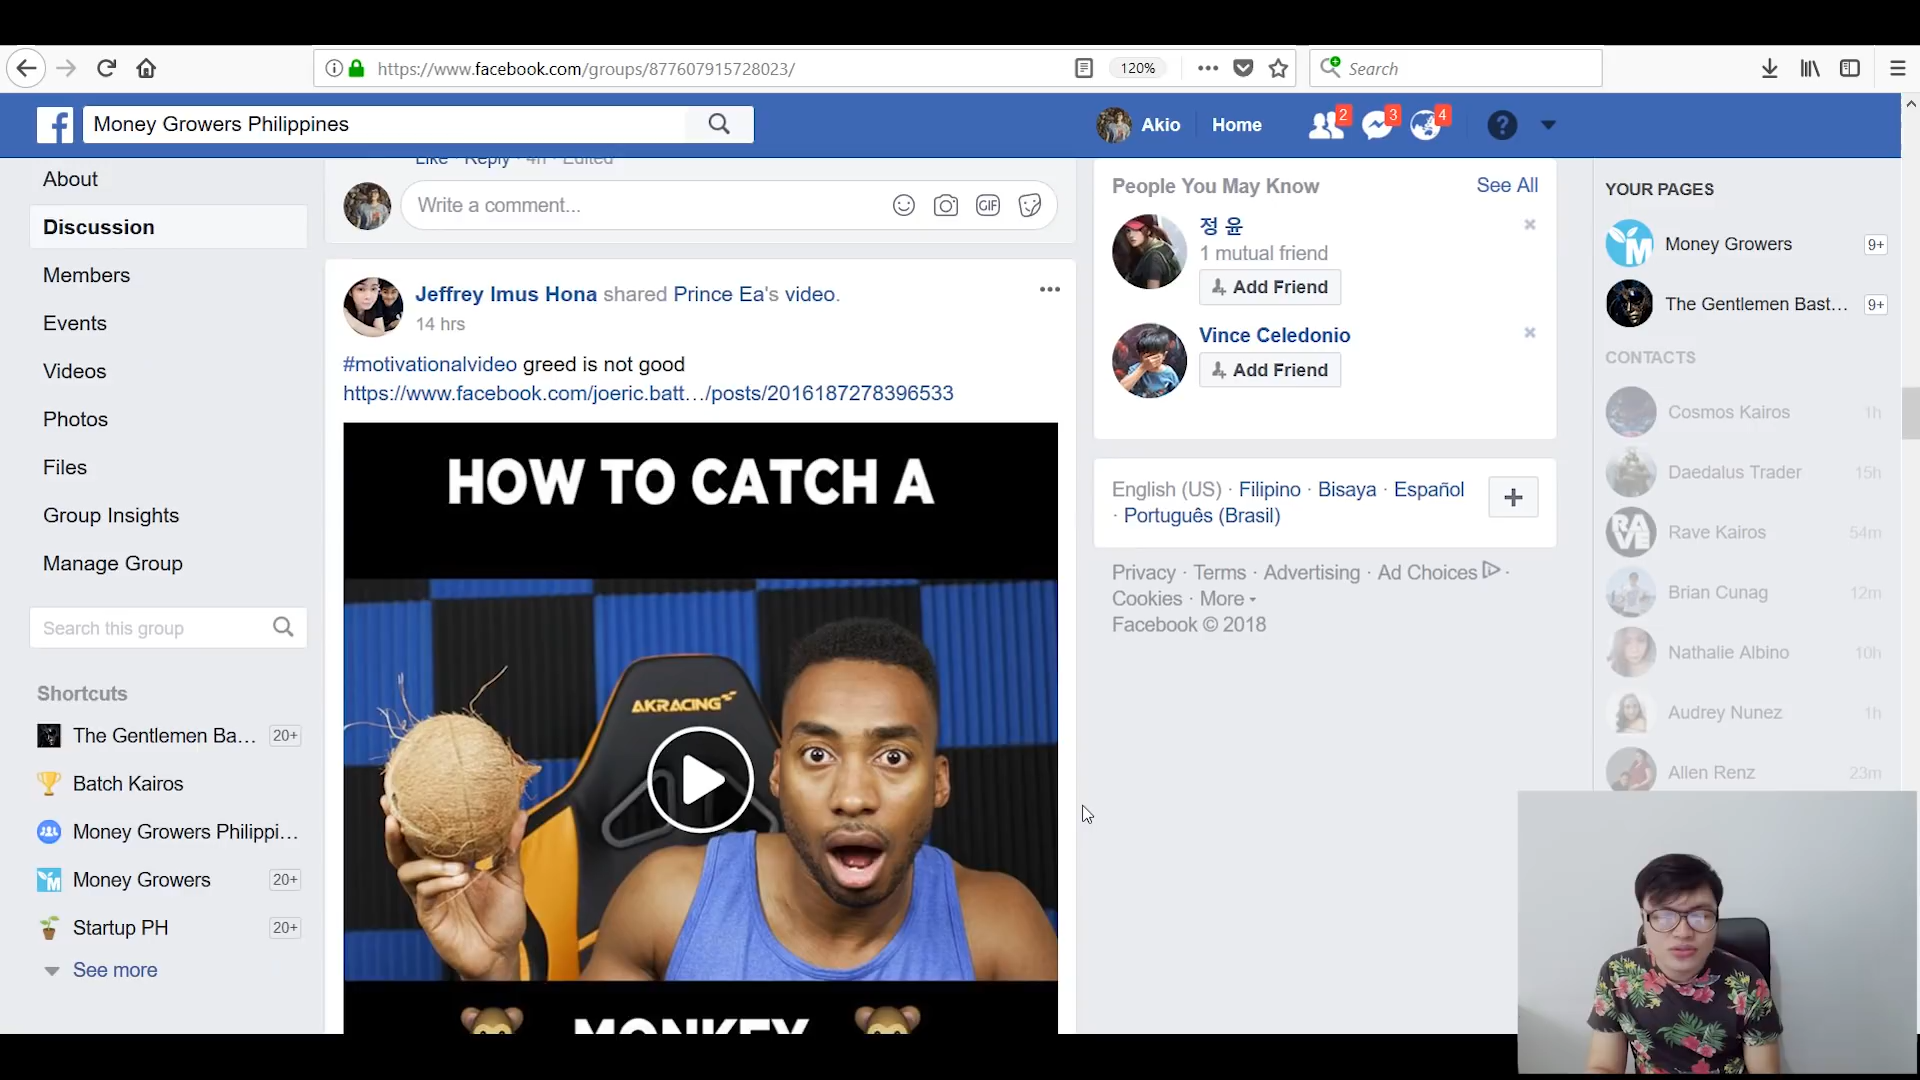 https://www.facebook.com/groups/877607915728023/
120%
Search
Money Growers Philippines
Akio
Home
2
3
4
About
Discussion
Members
Events
Videos
Photos
Files
Group Insights
Manage Group
Search this group
Shortcuts
The Gentlemen Ba... 20+
Batch Kairos
Money Growers Philippi...
Money Growers 20+
Startup PH 20+
See more
Like · Reply · 4h · Edited
Write a comment...
GIF
Jeffrey Imus Hona shared Prince Ea's video.
14 hrs
#motivationalvideo greed is not good
https://www.facebook.com/joeric.batt…/posts/2016187278396533
HOW TO CATCH A
AKRACING
MONKEY
People You May Know See All
정 윤
1 mutual friend
Add Friend
Vince Celedonio
Add Friend
English (US) · Filipino · Bisaya · Español
· Português (Brasil)
Privacy · Terms · Advertising · Ad Choices ·
Cookies · More
Facebook © 2018
YOUR PAGES
Money Growers 9+
The Gentlemen Bast... 9+
CONTACTS
Cosmos Kairos 1h
Daedalus Trader 15h
RAVE
Rave Kairos 54m
Brian Cunag 12m
Nathalie Albino 10h
Audrey Nunez 1h
Allen Renz 23m